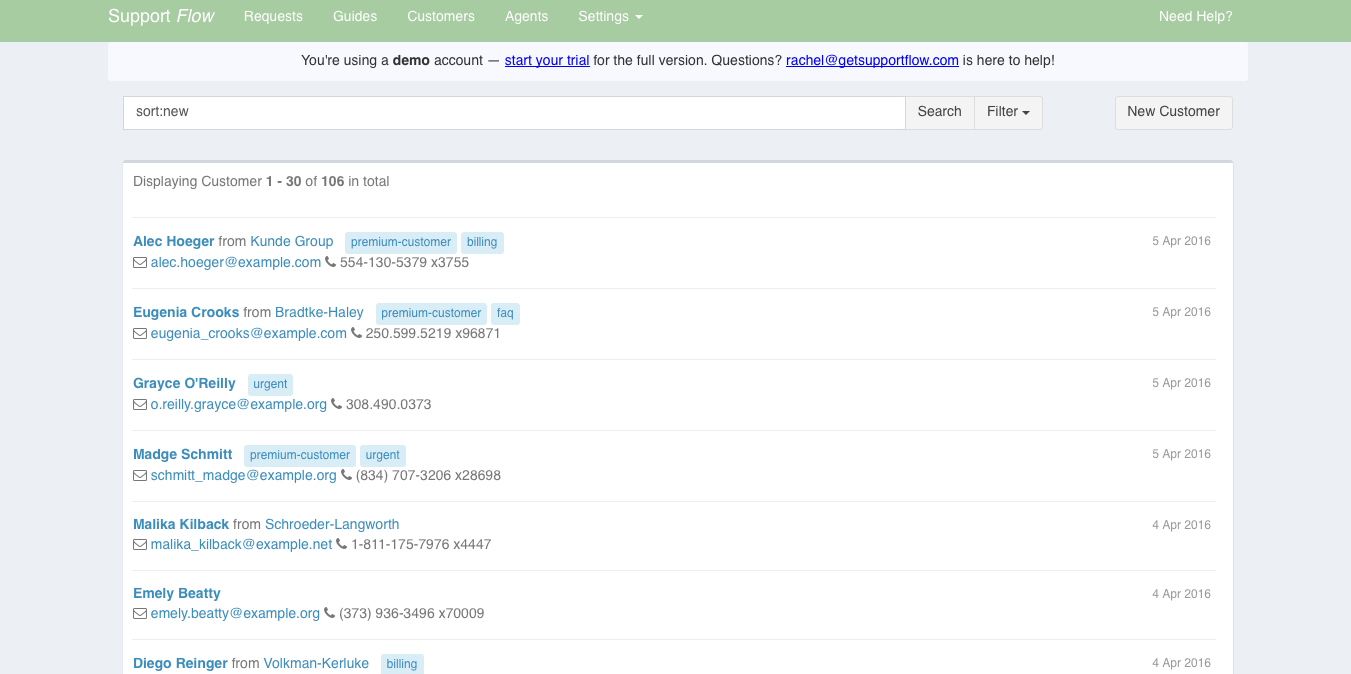 Support Flow Requests Guides Customers Agents Settings Need Help?
You're using a demo account — start your trial for the full version. Questions? rachel@getsupportflow.com is here to help!
sort:new Search Filter New Customer
Displaying Customer 1 - 30 of 106 in total
Alec Hoeger from Kunde Group premium-customer billing 5 Apr 2016
alec.hoeger@example.com 554-130-5379 x3755
Eugenia Crooks from Bradtke-Haley premium-customer faq 5 Apr 2016
eugenia_crooks@example.com 250.599.5219 x96871
Grayce O'Reilly urgent 5 Apr 2016
o.reilly.grayce@example.org 308.490.0373
Madge Schmitt premium-customer urgent 5 Apr 2016
schmitt_madge@example.org (834) 707-3206 x28698
Malika Kilback from Schroeder-Langworth 4 Apr 2016
malika_kilback@example.net 1-811-175-7976 x4447
Emely Beatty 4 Apr 2016
emely.beatty@example.org (373) 936-3496 x70009
Diego Reinger from Volkman-Kerluke billing 4 Apr 2016